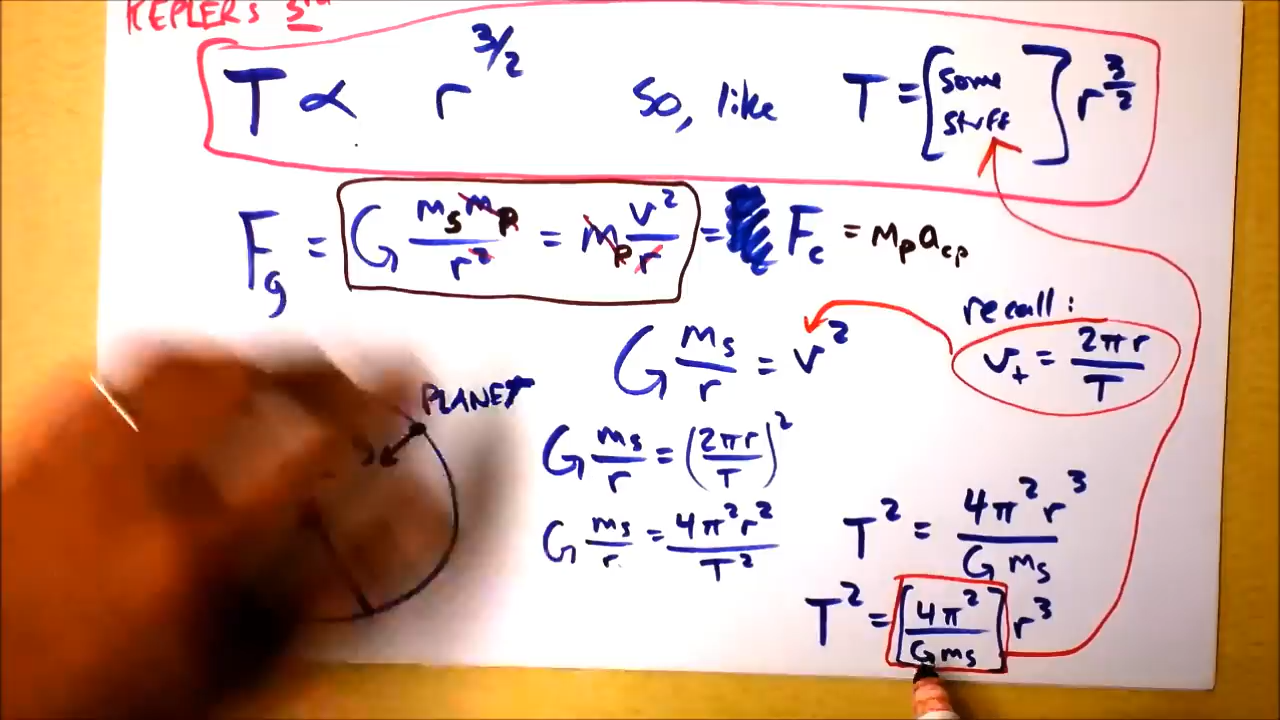 KEPLER'S 3rd
T ∝ r^{3/2} So, like T = [some stuff] r^{3/2}
F_g = G m_s m_p / r² = m_p v² / r = F_c = m_p a_cp
recall:
G m_s / r = v²
v_t = 2πr / T
PLANET
G m_s / r = (2πr / T)²
G m_s / r = 4π²r² / T²
T² = 4π²r³ / G m_s
T² = [4π² / G m_s] r³